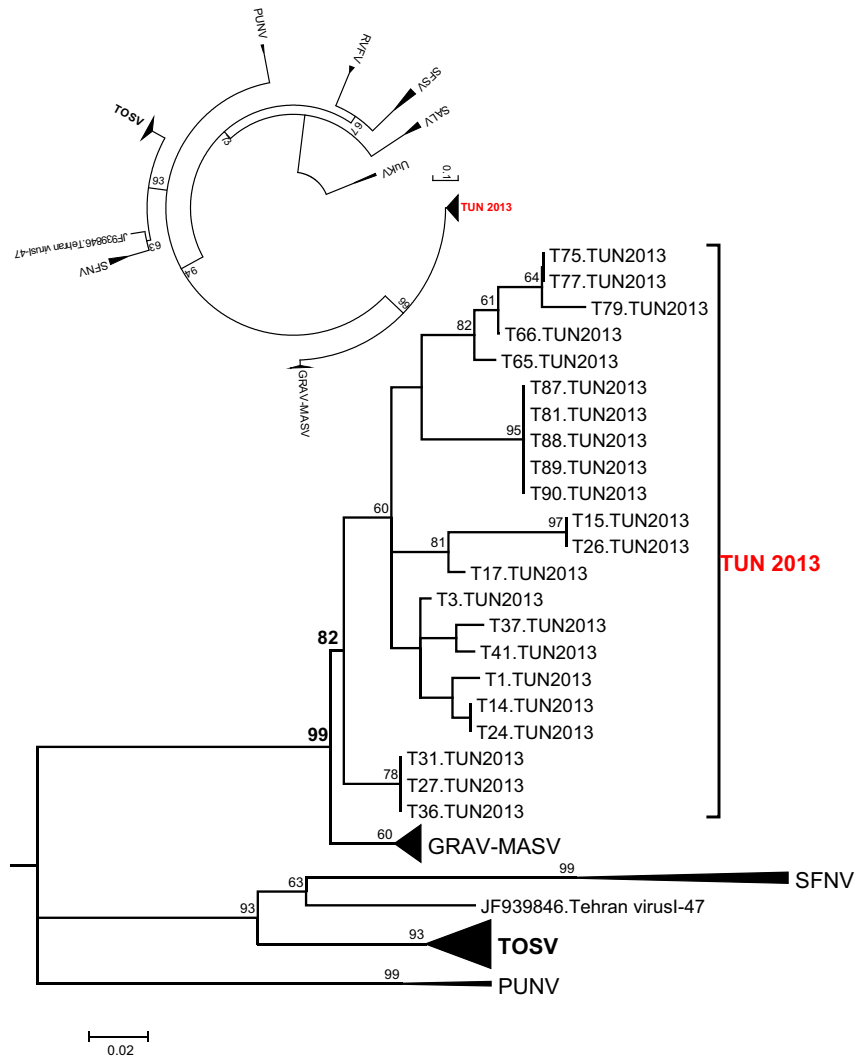 PUNV
RVFV
SFSV
SALV
TOSV
67
73
UuKV
0.1
TUN 2013
93
JF939846.Tehran virusI-47
63
SFNV
94
99
GRAV-MASV
T75.TUN2013
64
T77.TUN2013
61
T79.TUN2013
82
T66.TUN2013
T65.TUN2013
T87.TUN2013
T81.TUN2013
95
T88.TUN2013
T89.TUN2013
T90.TUN2013
60
97
T15.TUN2013
81
T26.TUN2013
TUN 2013
T17.TUN2013
T3.TUN2013
T37.TUN2013
82
T41.TUN2013
T1.TUN2013
T14.TUN2013
99
T24.TUN2013
T31.TUN2013
78
T27.TUN2013
T36.TUN2013
60
GRAV-MASV
99
SFNV
63
93
JF939846.Tehran virusI-47
93
TOSV
99
PUNV
0.02